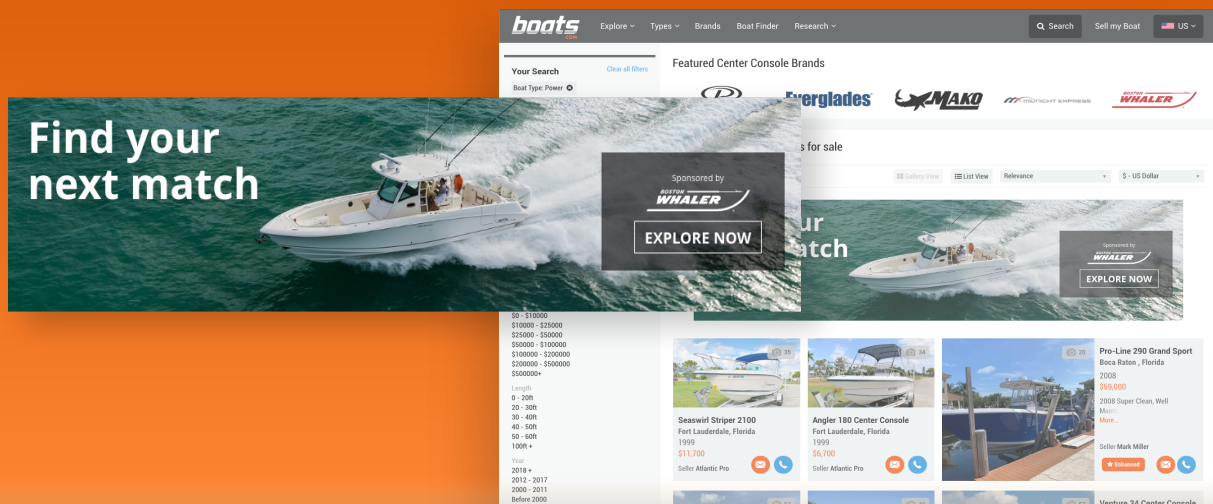 boats
.com
Explore
Types
Brands
Boat Finder
Research
Search
Sell my Boat
US
Your Search
Clear all filters
Boat Type: Power
Featured Center Console Brands
Everglades
MAKO
MIDNIGHT EXPRESS
BOSTON
WHALER
Find your
next match
Sponsored by
BOSTON
WHALER
EXPLORE NOW
s for sale
Gallery View
List View
Relevance
$ - US Dollar
ur
atch
Sponsored by
BOSTON
WHALER
EXPLORE NOW
$0 - $10000
$10000 - $25000
$25000 - $50000
$50000 - $100000
$100000 - $200000
$200000 - $500000
$500000+
Length
0 - 20ft
20 - 30ft
30 - 40ft
40 - 50ft
50 - 60ft
100ft +
Year
2018 +
2012 - 2017
2000 - 2011
Before 2000
35
Seaswirl Striper 2100
Fort Lauderdale, Florida
1999
$11,700
Seller Atlantic Pro
34
Angler 180 Center Console
Fort Lauderdale, Florida
1999
$6,700
Seller Atlantic Pro
Pro-Line 290 Grand Sport
Boca Raton , Florida
2008
$59,000
2008 Super Clean, Well
More...
Seller Mark Miller
Enhanced
Venture 34 Center Console